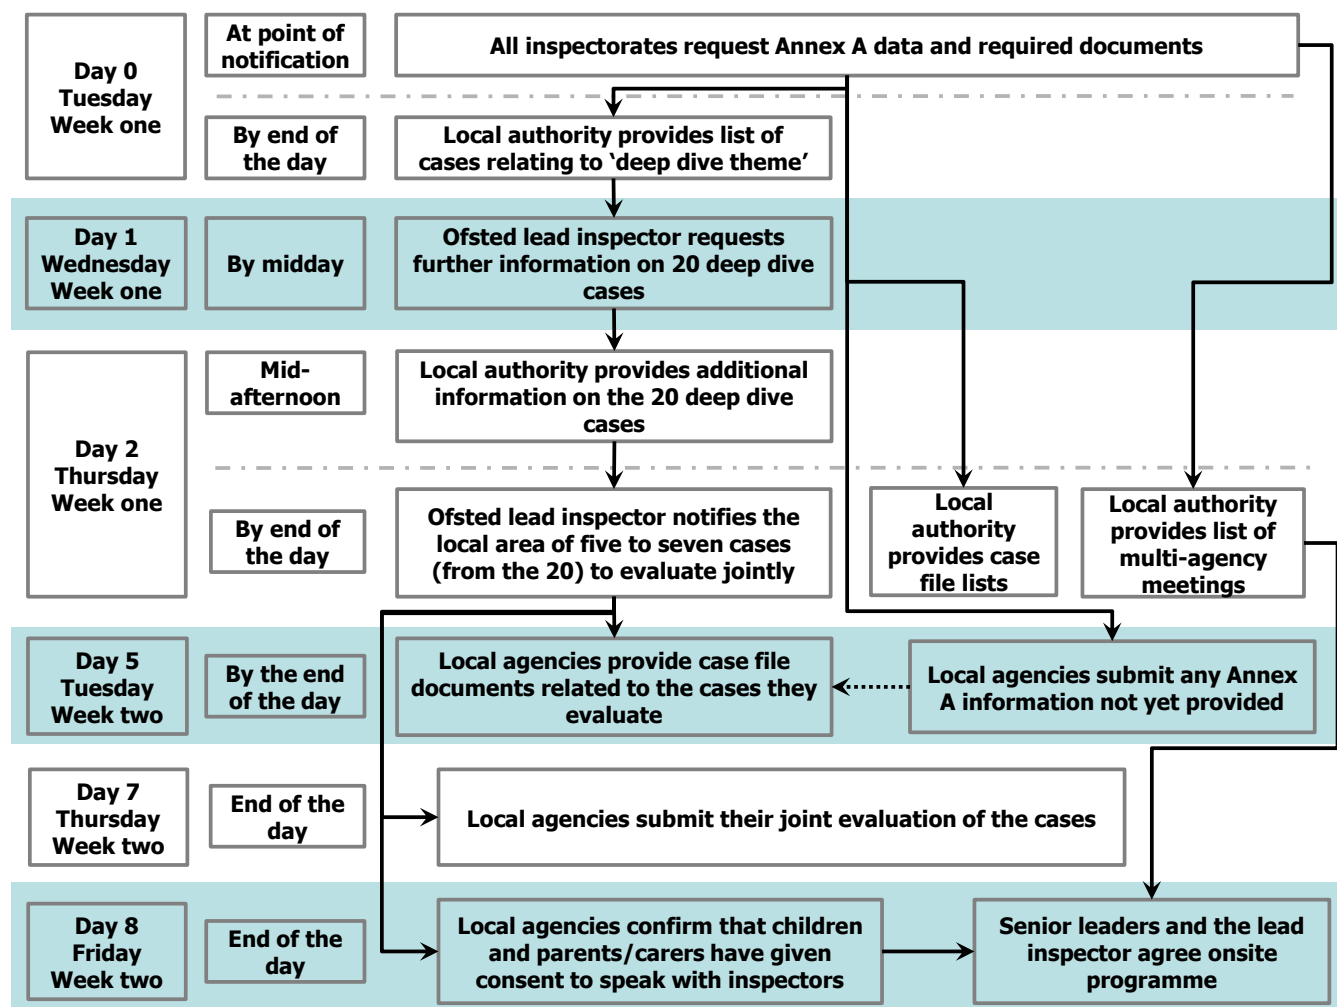 Day 0
Tuesday
Week one
At point of
notification
All inspectorates request Annex A data and required documents
By end of
the day
Local authority provides list of
cases relating to ‘deep dive theme’
Day 1
Wednesday
Week one
By midday
Ofsted lead inspector requests
further information on 20 deep dive
cases
Day 2
Thursday
Week one
Mid-
afternoon
Local authority provides additional
information on the 20 deep dive
cases
By end of
the day
Ofsted lead inspector notifies the
local area of five to seven cases
(from the 20) to evaluate jointly
Local
authority
provides case
file lists
Local authority
provides list of
multi-agency
meetings
Day 5
Tuesday
Week two
By the end
of the day
Local agencies provide case file
documents related to the cases they
evaluate
Local agencies submit any Annex
A information not yet provided
Day 7
Thursday
Week two
End of the
day
Local agencies submit their joint evaluation of the cases
Day 8
Friday
Week two
End of the
day
Local agencies confirm that children
and parents/carers have given
consent to speak with inspectors
Senior leaders and the lead
inspector agree onsite
programme